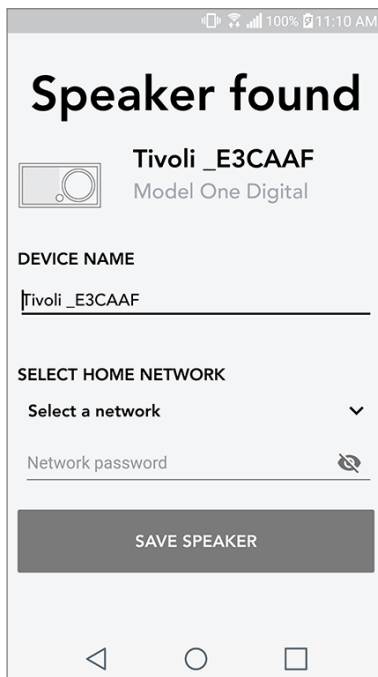 100% 11:10 AM
Speaker found
Tivoli _E3CAAF
Model One Digital
DEVICE NAME
Tivoli _E3CAAF
SELECT HOME NETWORK
Select a network
Network password
SAVE SPEAKER